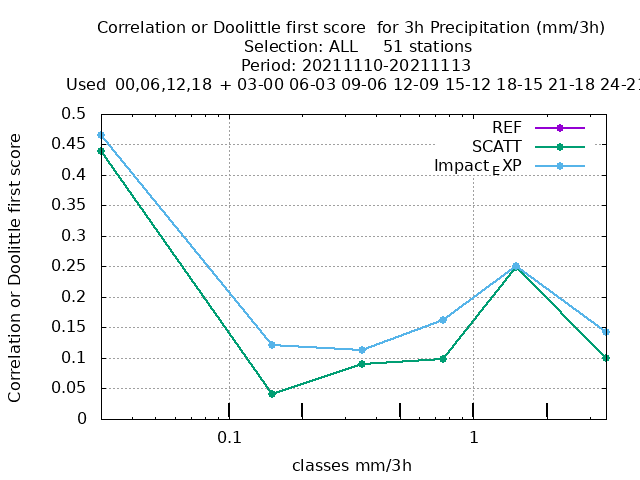 Correlation or Doolittle first score  for 3h Precipitation (mm/3h)
Selection: ALL     51 stations
Period: 20211110-20211113
Used  00,06,12,18  + 03-00 06-03 09-06 12-09 15-12 18-15 21-18 24-21
REF
SCATT
Impact_EXP
0.5
0.45
0.4
0.35
0.3
0.25
0.2
0.15
0.1
0.05
0
Correlation or Doolittle first score
0.1
1
classes mm/3h